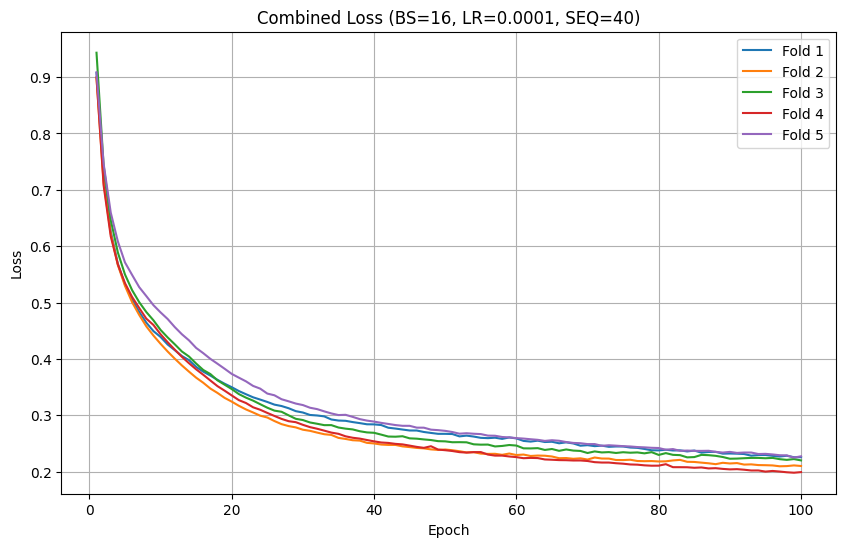 Combined Loss (BS=16, LR=0.0001, SEQ=40)
Fold 1
Fold 2
Fold 3
Fold 4
Fold 5
Loss
0.9
0.8
0.7
0.6
0.5
0.4
0.3
0.2
0 20 40 60 80 100
Epoch